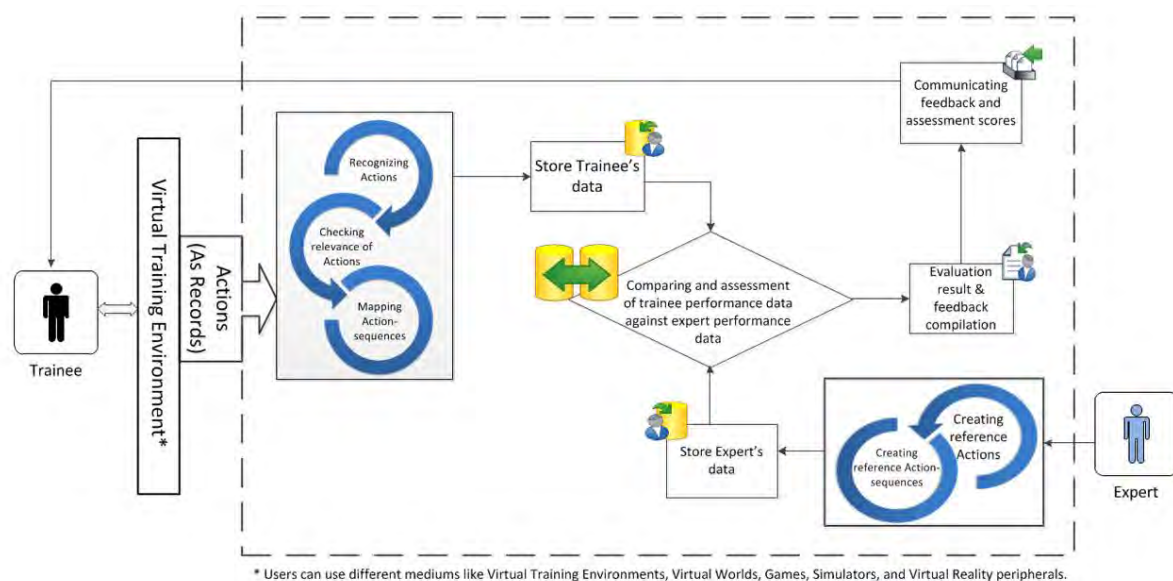 Communicating
feedback and
assessment scores
Recognizing
Actions
Store Trainee's
data
Checking
relevance of
Actions
Virtual Training Environment*
Actions
(As Records)
Mapping
Action-
sequences
Comparing and assessment
of trainee performance data
against expert performance
data
Evaluation
result &
feedback
compilation
Trainee
Store Expert's
data
Creating
reference
Actions
Creating
reference Action-
sequences
Expert
* Users can use different mediums like Virtual Training Environments, Virtual Worlds, Games, Simulators, and Virtual Reality peripherals.